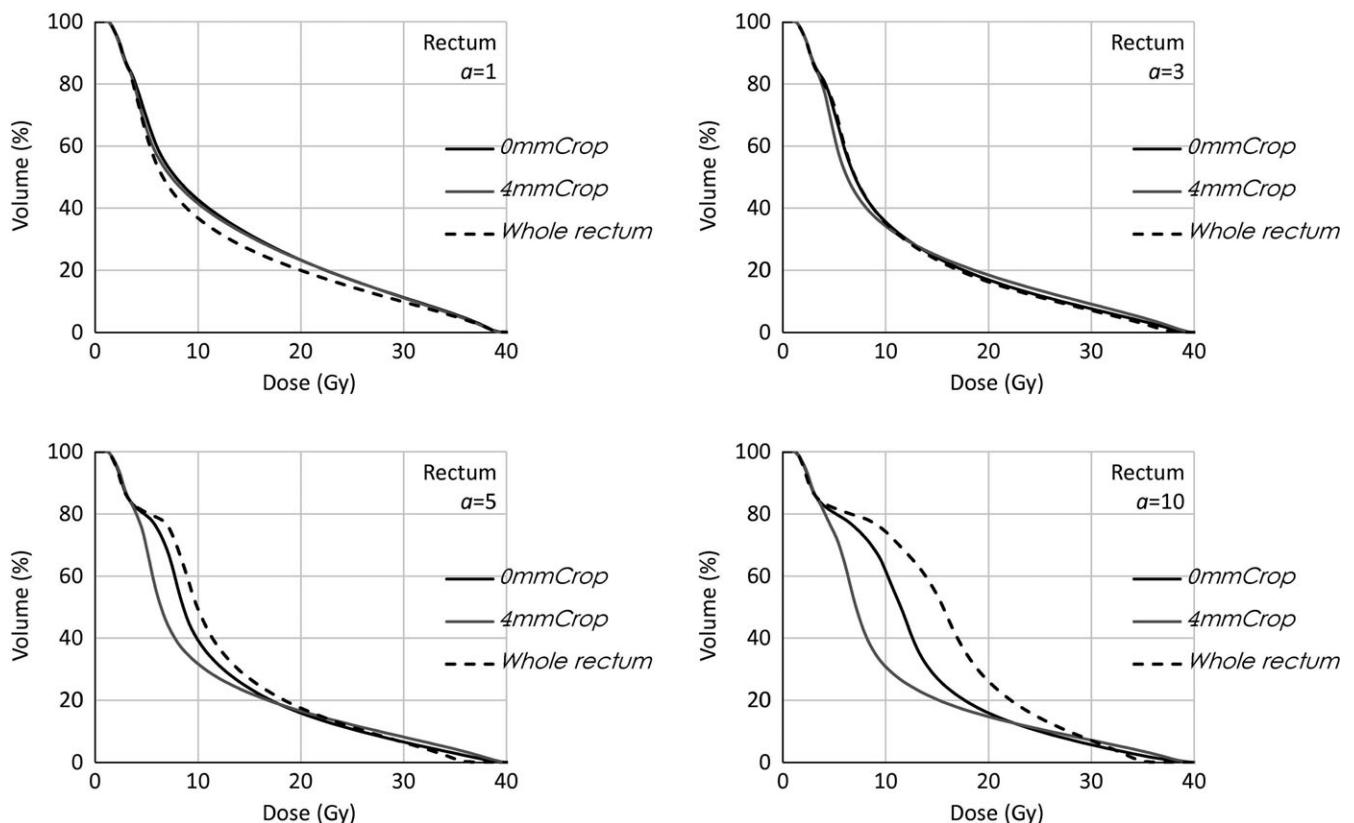 100
80
60
40
20
0
Volume (%)
0 10 20 30 40
Dose (Gy)
Rectum
a=1
0mmCrop
4mmCrop
Whole rectum
100
80
60
40
20
0
Volume (%)
0 10 20 30 40
Dose (Gy)
Rectum
a=3
0mmCrop
4mmCrop
Whole rectum
100
80
60
40
20
0
Volume (%)
0 10 20 30 40
Dose (Gy)
Rectum
a=5
0mmCrop
4mmCrop
Whole rectum
100
80
60
40
20
0
Volume (%)
0 10 20 30 40
Dose (Gy)
Rectum
a=10
0mmCrop
4mmCrop
Whole rectum